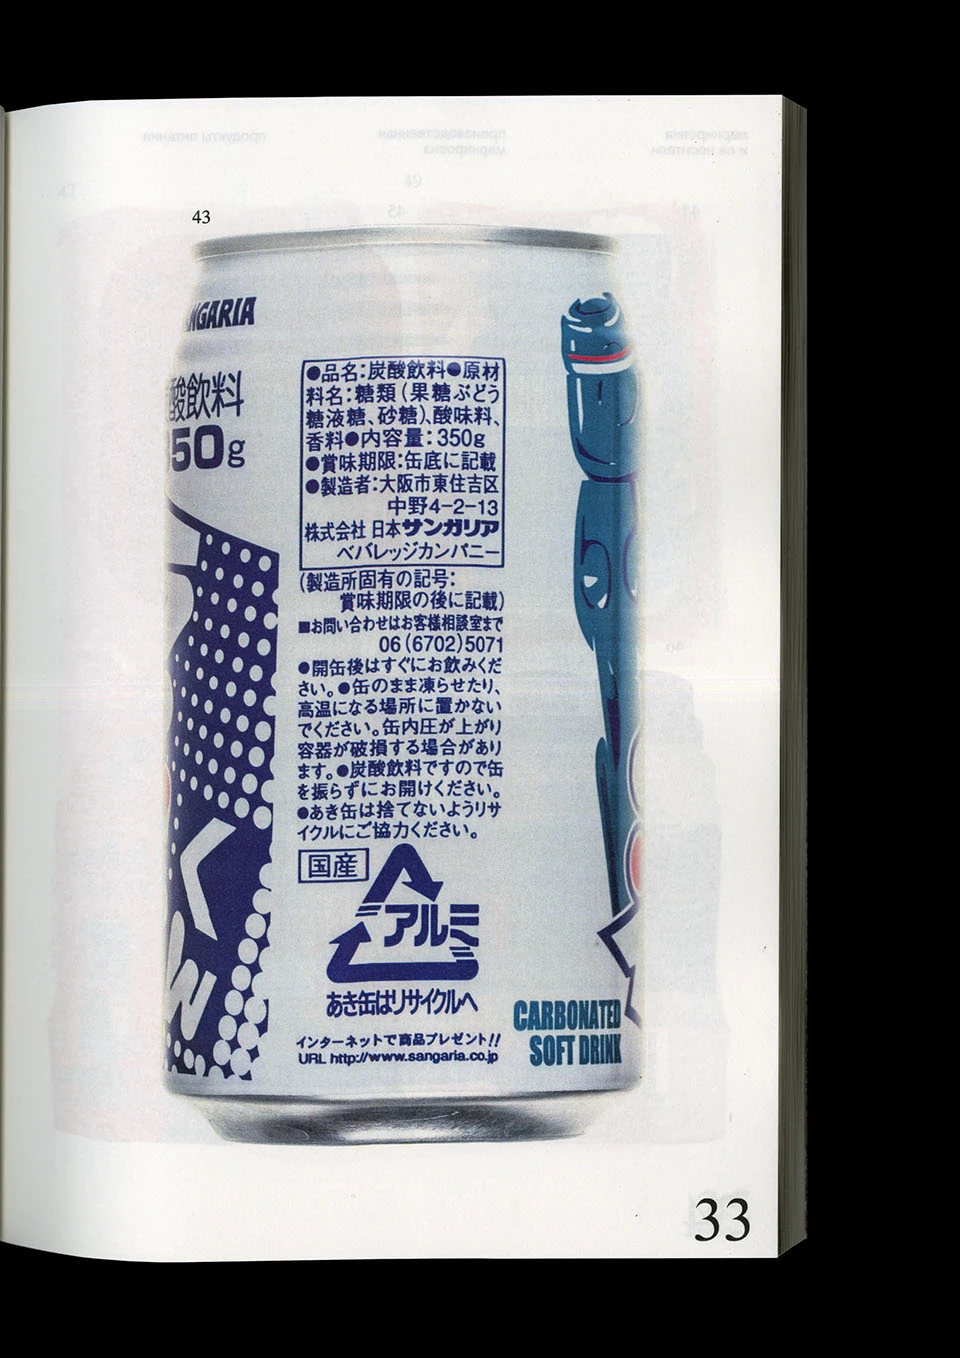 продукты питания
производственная
маркировка
маркировка
и ее носители
49
45
43
NGARIA
酸飲料
50g
●品名:炭酸飲料●原材
料名:糖類(果糖ぶどう
糖液糖、砂糖)、酸味料、
香料●内容量:350g
●賞味期限:缶底に記載
●製造者:大阪市東住吉区
中野4-2-13
株式会社 日本サンガリア
ベバレッジカンパニー
(製造所固有の記号:
賞味期限の後に記載)
■お問い合わせはお客様相談室まで
06(6702)5071
●開缶後はすぐにお飲みくだ
さい。●缶のまま凍らせたり、
高温になる場所に置かない
でください。缶内圧が上がり
容器が破損する場合があり
ます。●炭酸飲料ですので缶
を振らずにお開けください。
●あき缶は捨てないようリサ
イクルにご協力ください。
国産
アルミ
あき缶はリサイクルへ
インターネットで商品プレゼント!!
URL http://www.sangaria.co.jp
CARBONATED
SOFT DRINK
33